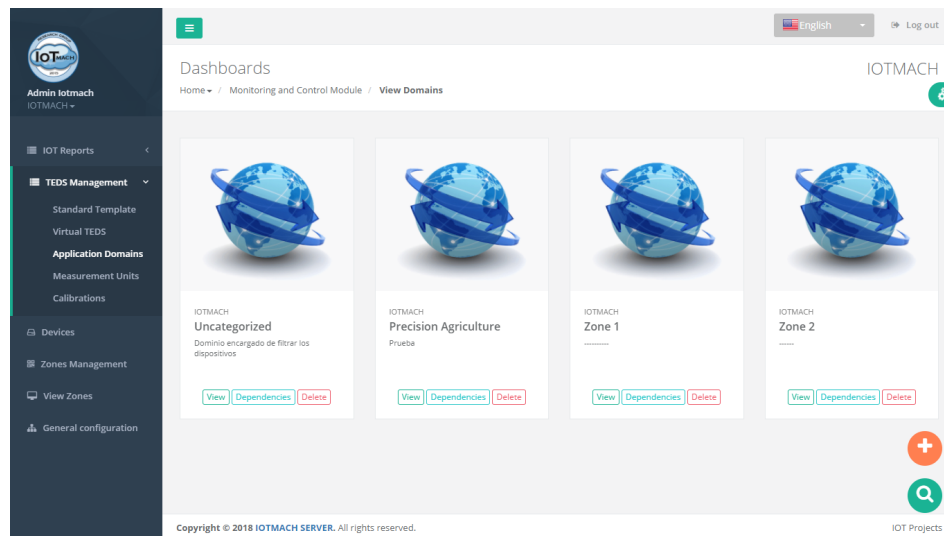 English
Log out
IOTMACH
Admin Iotmach
IOTMACH
Dashboards
IOTMACH
Home / Monitoring and Control Module / View Domains
IOT Reports
TEDS Management
Standard Template
Virtual TEDS
Application Domains
Measurement Units
Calibrations
Devices
Zones Management
View Zones
General configuration
IOTMACH
Uncategorized
Dominio encargado de filtrar los
dispositivos
View Dependencies Delete
IOTMACH
Precision Agriculture
Prueba
View Dependencies Delete
IOTMACH
Zone 1
---------
View Dependencies Delete
IOTMACH
Zone 2
------
View Dependencies Delete
Copyright © 2018 IOTMACH SERVER. All rights reserved.
IOT Projects